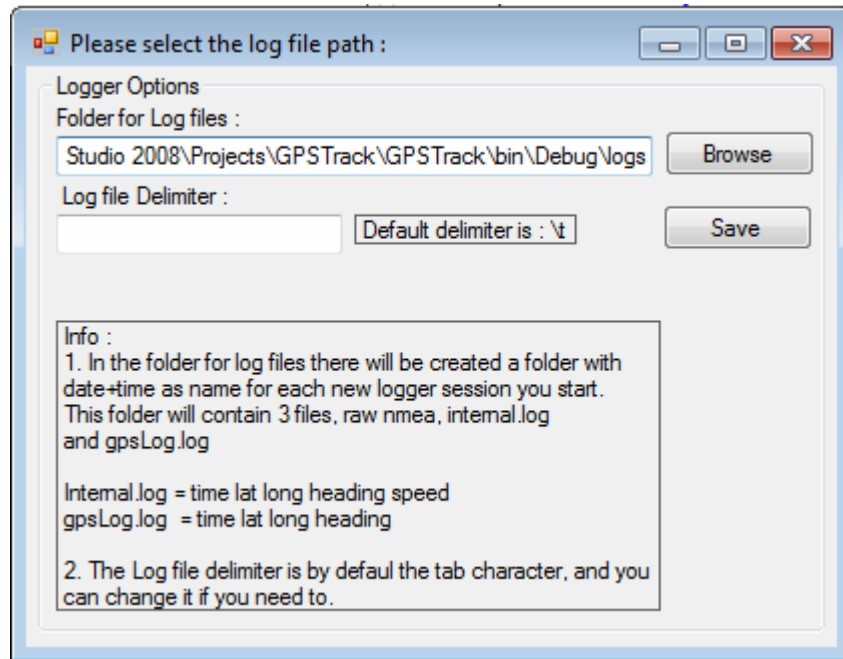 Please select the log file path :
Logger Options
Folder for Log files :
Studio 2008\Projects\GPSTrack\GPSTrack\bin\Debug\logs
Browse
Log file Delimiter :
Default delimiter is : \t
Save
Info :
1. In the folder for log files there will be created a folder with
date+time as name for each new logger session you start.
This folder will contain 3 files, raw nmea, internal.log
and gpsLog.log
Internal.log = time lat long heading speed
gpsLog.log = time lat long heading
2. The Log file delimiter is by defaul the tab character, and you
can change it if you need to.